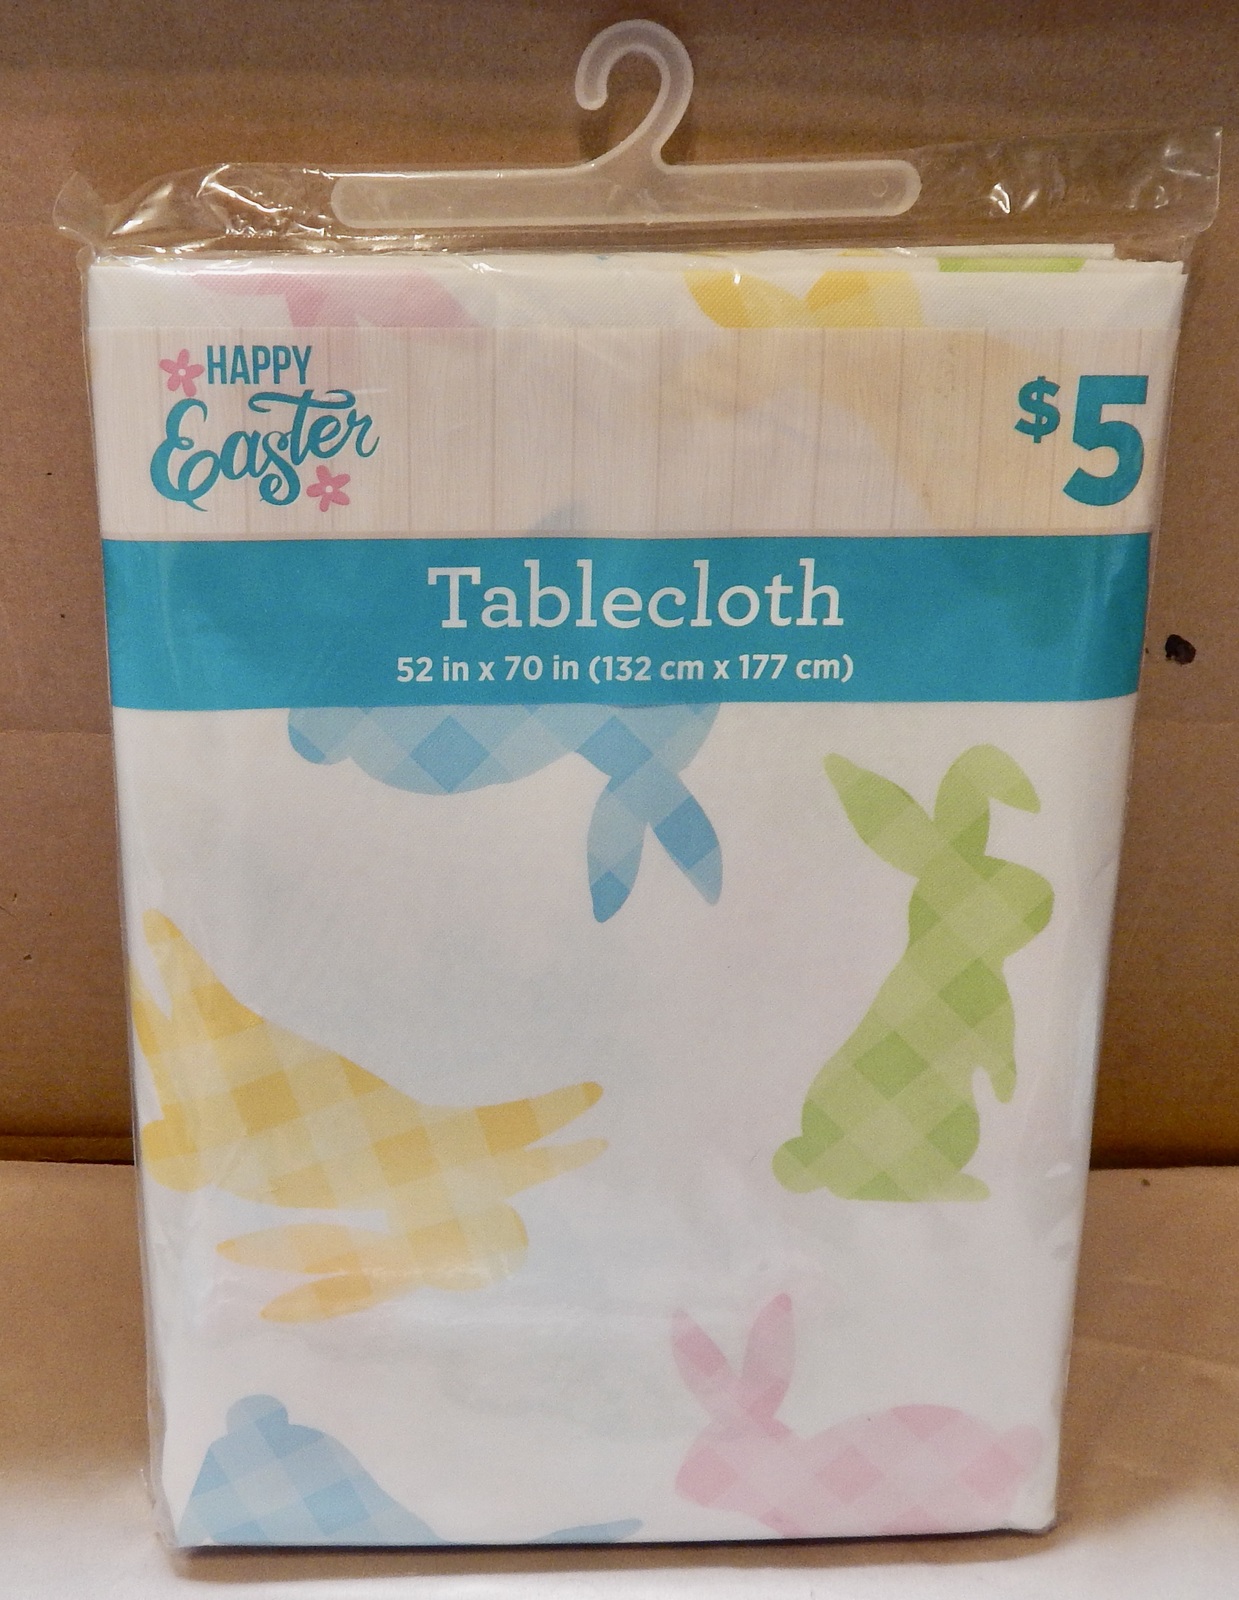 HAPPY
Easter
$5
Tablecloth
52 in x 70 in (132 cm x 177 cm)